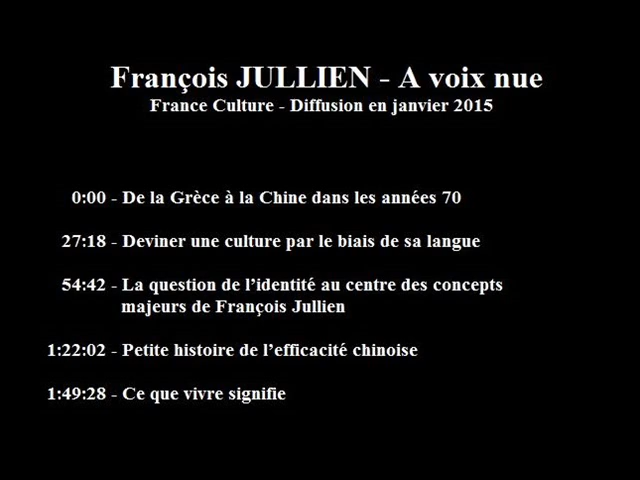 François JULLIEN - A voix nue
France Culture - Diffusion en janvier 2015
0:00 - De la Grèce à la Chine dans les années 70
27:18 - Deviner une culture par le biais de sa langue
54:42 - La question de l’identité au centre des concepts
majeurs de François Jullien
1:22:02 - Petite histoire de l’efficacité chinoise
1:49:28 - Ce que vivre signifie